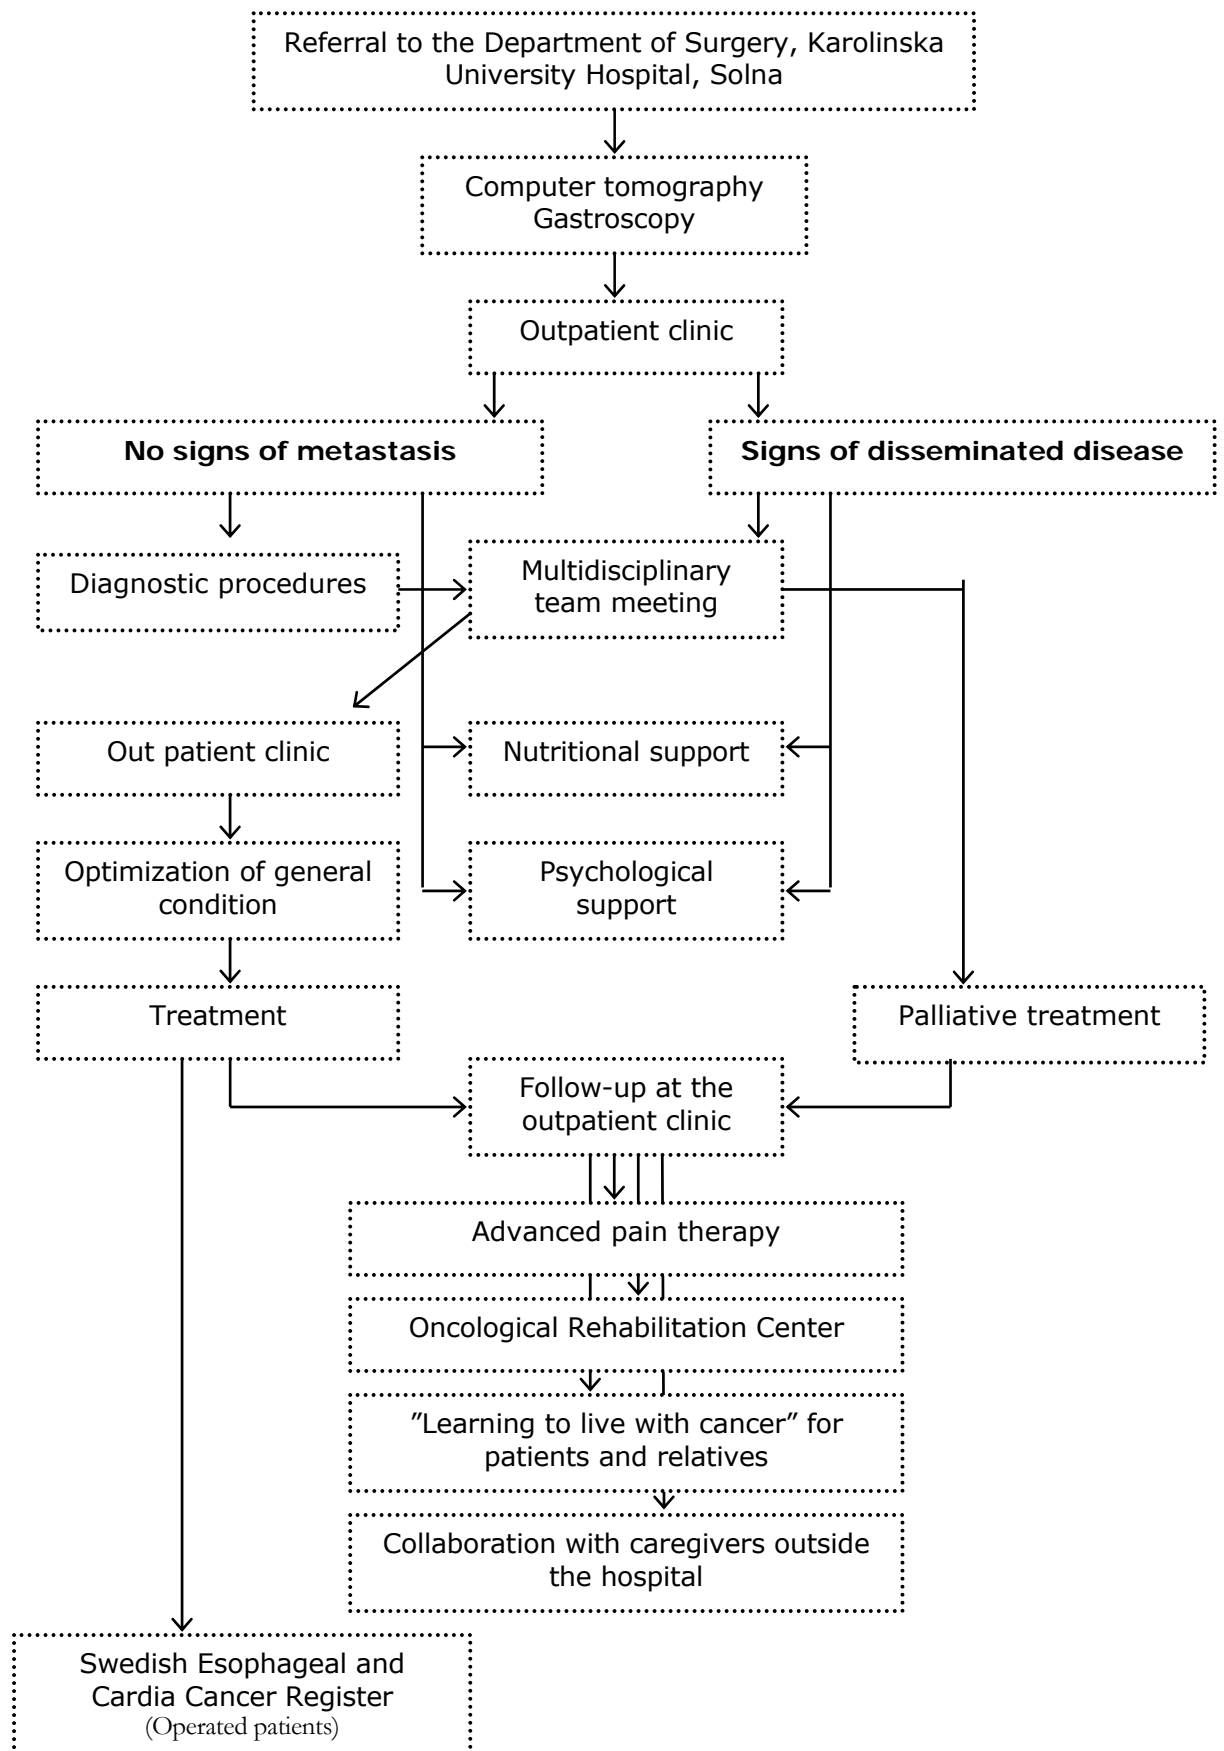 Referral to the Department of Surgery, Karolinska
University Hospital, Solna
Computer tomography
Gastroscopy
Outpatient clinic
No signs of metastasis
Signs of disseminated disease
Diagnostic procedures
Multidisciplinary
team meeting
Out patient clinic
Nutritional support
Optimization of general
condition
Psychological
support
Treatment
Palliative treatment
Follow-up at the
outpatient clinic
Advanced pain therapy
Oncological Rehabilitation Center
”Learning to live with cancer” for
patients and relatives
Collaboration with caregivers outside
the hospital
Swedish Esophageal and
Cardia Cancer Register
(Operated patients)